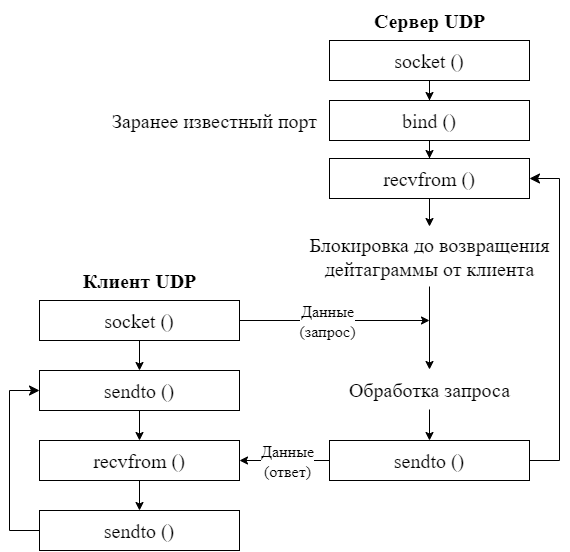 Сервер UDP
socket ()
Заранее известный порт
bind ()
recvfrom ()
Блокировка до возвращения
дейтаграммы от клиента
Клиент UDP
socket ()
Данные
(запрос)
sendto ()
Обработка запроса
recvfrom ()
Данные
(ответ)
sendto ()
sendto ()